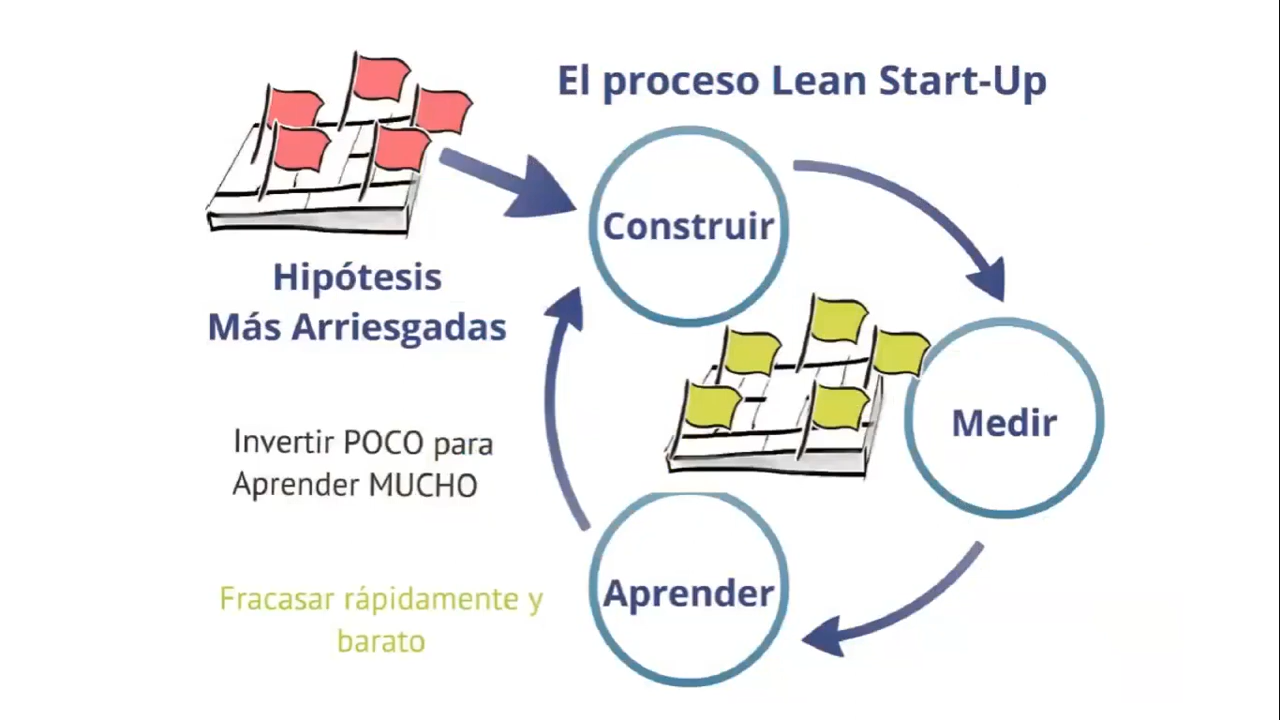 El proceso Lean Start-Up
Construir
Hipótesis
Más Arriesgadas
Medir
Invertir POCO para
Aprender MUCHO
Aprender
Fracasar rápidamente y
barato